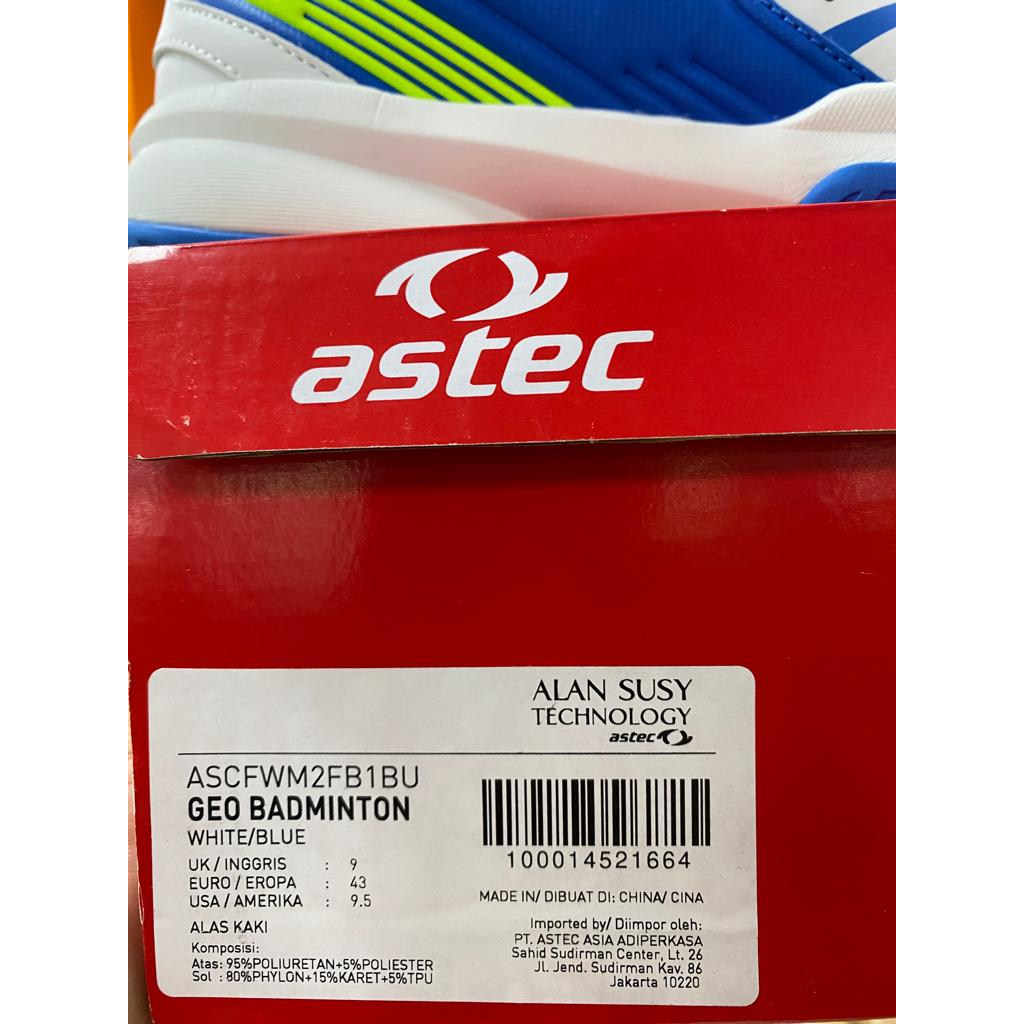 astec
ALAN SUSY
TECHNOLOGY
astec
ASCFWM2FB1BU
GEO BADMINTON
WHITE/BLUE
UK / INGGRIS : 9
EURO / EROPA : 43
USA / AMERIKA : 9.5
100014521664
MADE IN/ DIBUAT DI: CHINA/ CINA
ALAS KAKI
Komposisi:
Atas: 95%POLIURETAN+5%POLIESTER
Sol : 80%PHYLON+15%KARET+5%TPU
Imported by/ Diimpor oleh:
PT. ASTEC ASIA ADIPERKASA
Sahid Sudirman Center, Lt. 26
Jl. Jend. Sudirman Kav. 86
Jakarta 10220